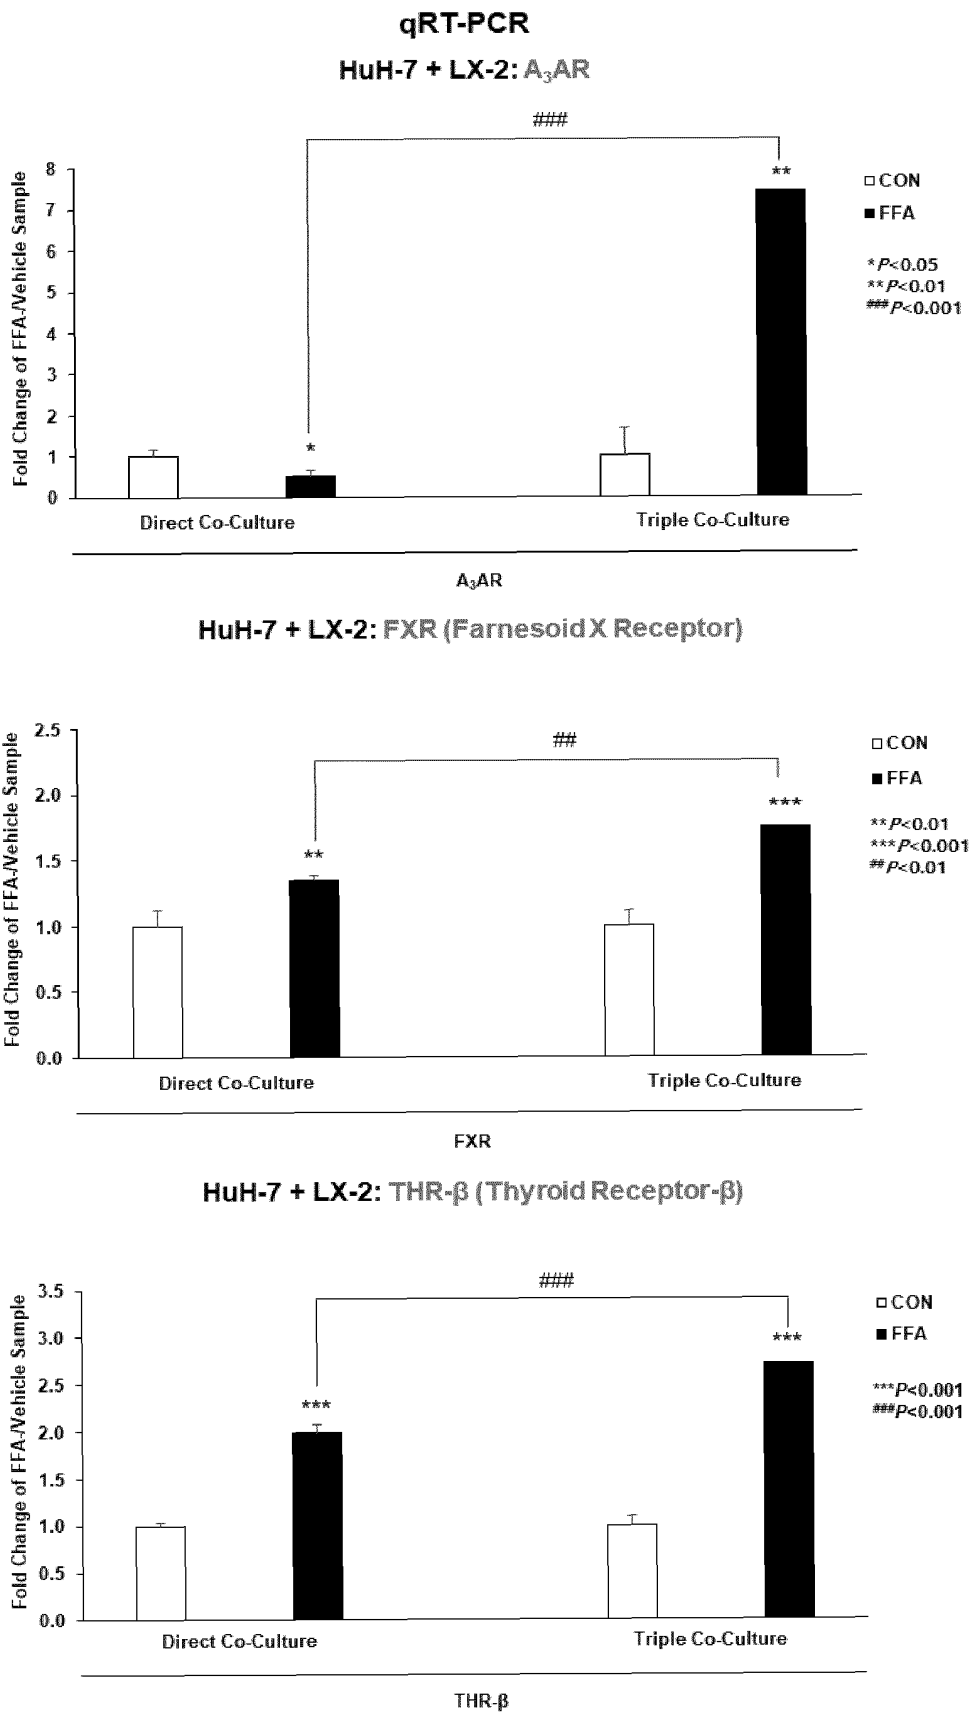 qRT-PCR
HuH-7 + LX-2: A₃AR
###
Fold Change of FFA-/Vehicle Sample
8
7
6
5
4
3
2
1
0
*
**
□ CON
■ FFA
*P<0.05
**P<0.01
###P<0.001
Direct Co-Culture
Triple Co-Culture
A₃AR
HuH-7 + LX-2: FXR (Farnesoid X Receptor)
##
Fold Change of FFA-/Vehicle Sample
2.5
2.0
1.5
1.0
0.5
0.0
**
***
□ CON
■ FFA
**P<0.01
***P<0.001
##P<0.01
Direct Co-Culture
Triple Co-Culture
FXR
HuH-7 + LX-2: THR-β (Thyroid Receptor-β)
###
Fold Change of FFA-/Vehicle Sample
3.5
3.0
2.5
2.0
1.5
1.0
0.5
0.0
***
***
□ CON
■ FFA
***P<0.001
###P<0.001
Direct Co-Culture
Triple Co-Culture
THR-β